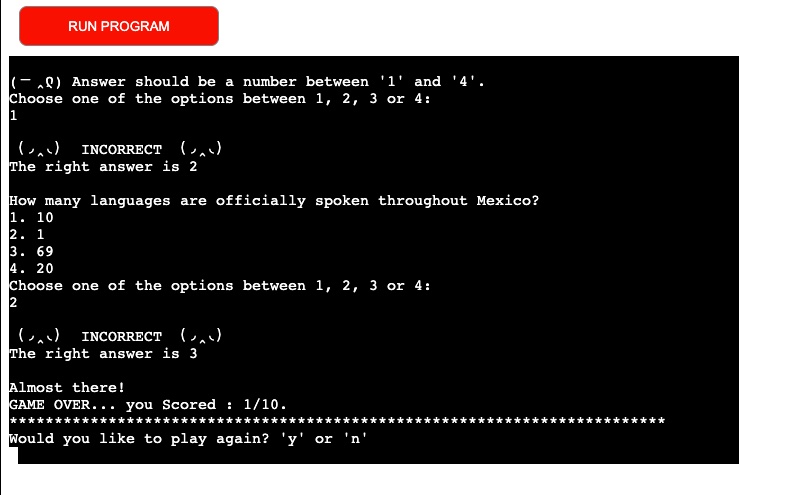 RUN PROGRAM
(—‸ᓄ) Answer should be a number between '1' and '4'.
Choose one of the options between 1, 2, 3 or 4:
1
(◞‸◟) INCORRECT (◞‸◟)
The right answer is 2
How many languages are officially spoken throughout Mexico?
1. 10
2. 1
3. 69
4. 20
Choose one of the options between 1, 2, 3 or 4:
2
(◞‸◟) INCORRECT (◞‸◟)
The right answer is 3
Almost there!
GAME OVER... you Scored : 1/10.
*************************************************************************
Would you like to play again? 'y' or 'n'